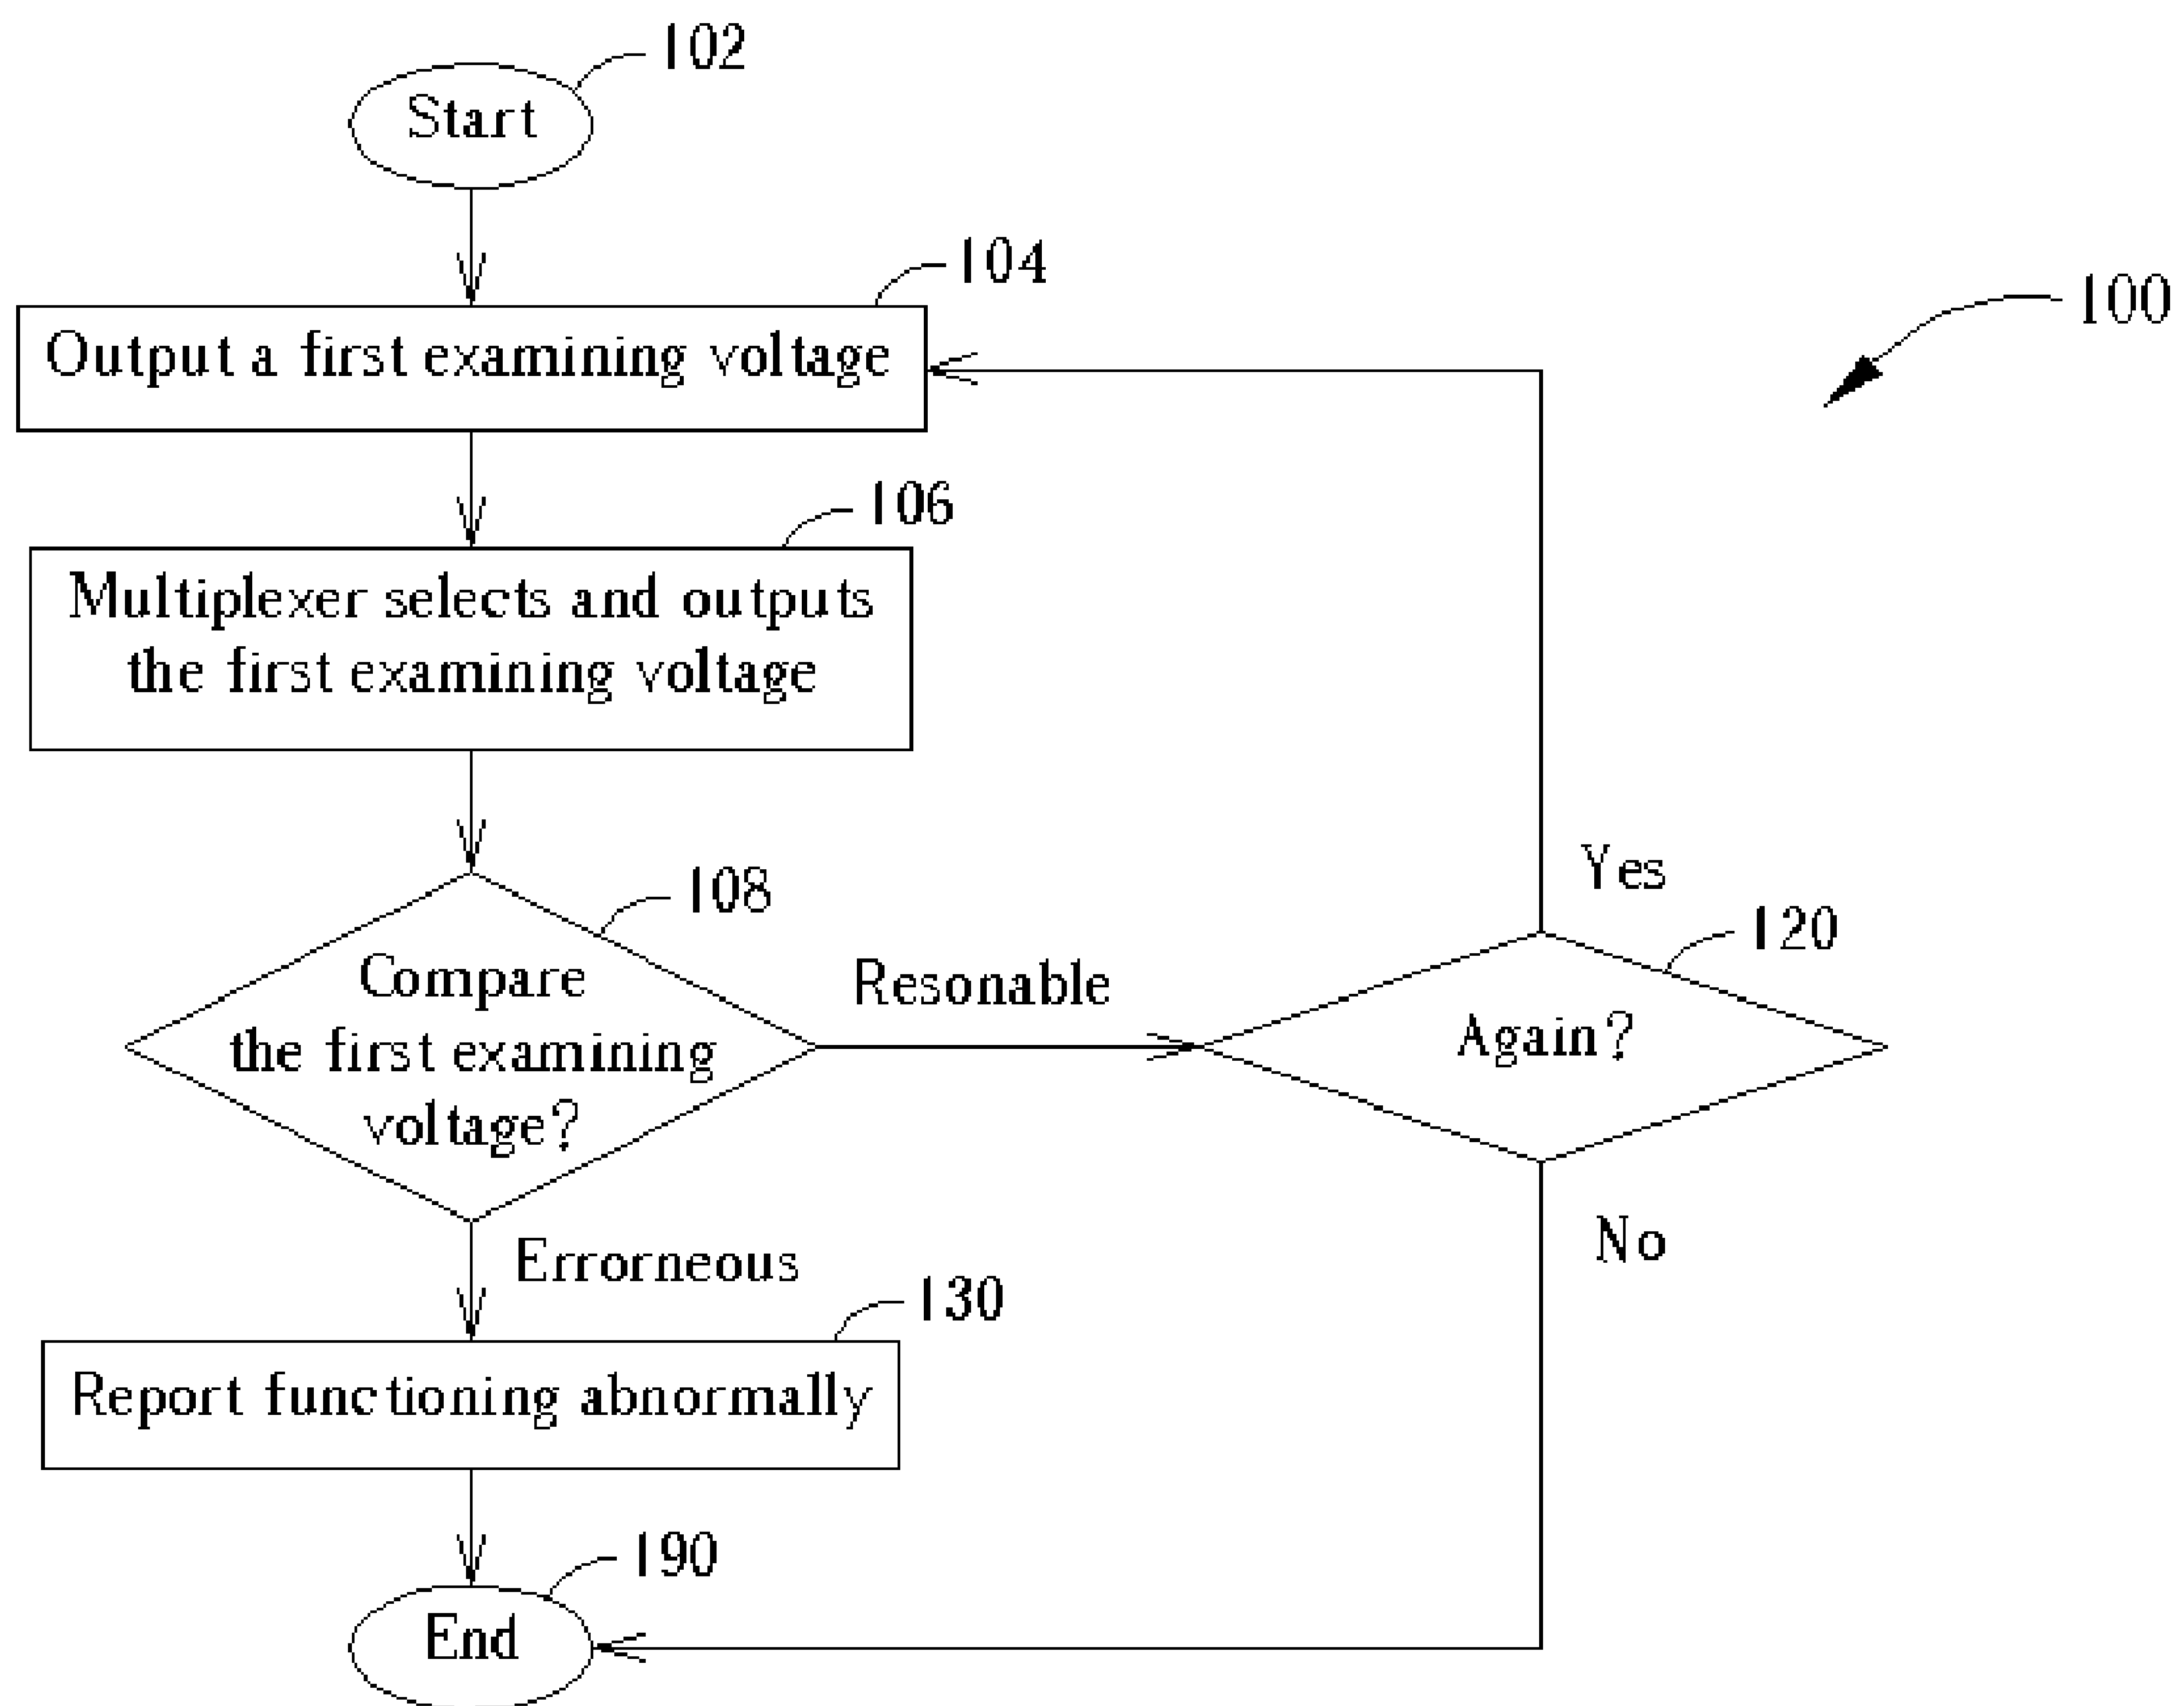 102
Start
104
Output a first examining voltage
100
106
Multiplexer selects and outputs
the first examining voltage
108
Compare
the first examining
voltage?
Resonable
Yes
120
Again?
No
Errorneous
130
Report functioning abnormally
190
End